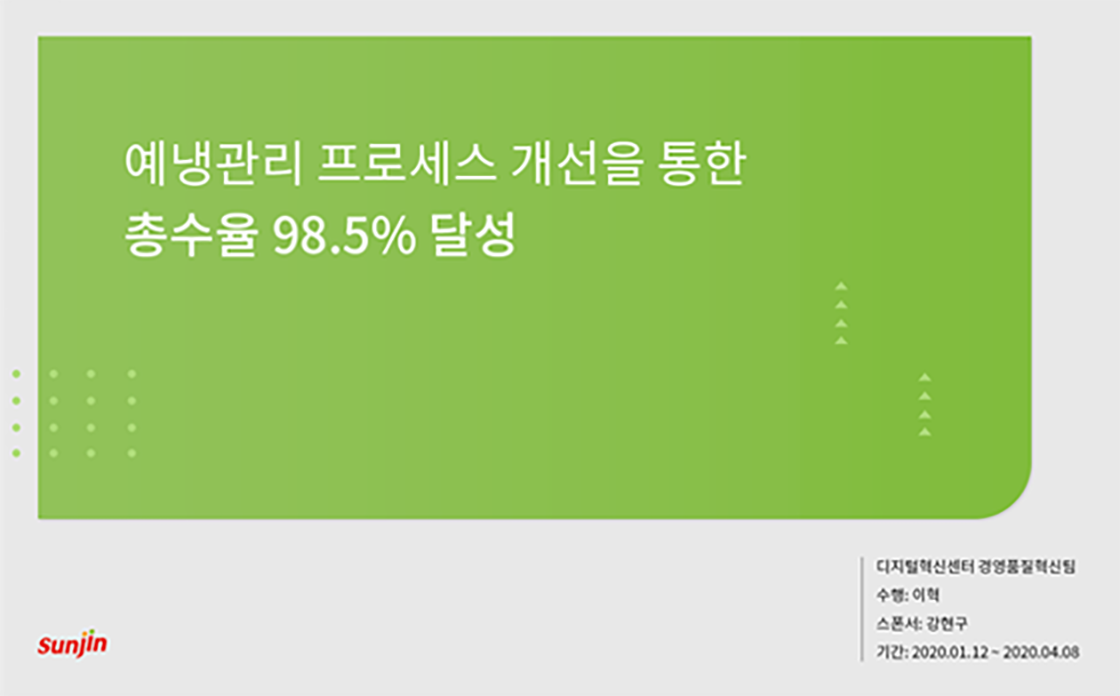 예냉관리 프로세스 개선을 통한
총수율 98.5% 달성
디지털혁신센터 경영품질혁신팀
수행: 이혁
스폰서: 강현구
기간: 2020.01.12 ~ 2020.04.08
Sunjin